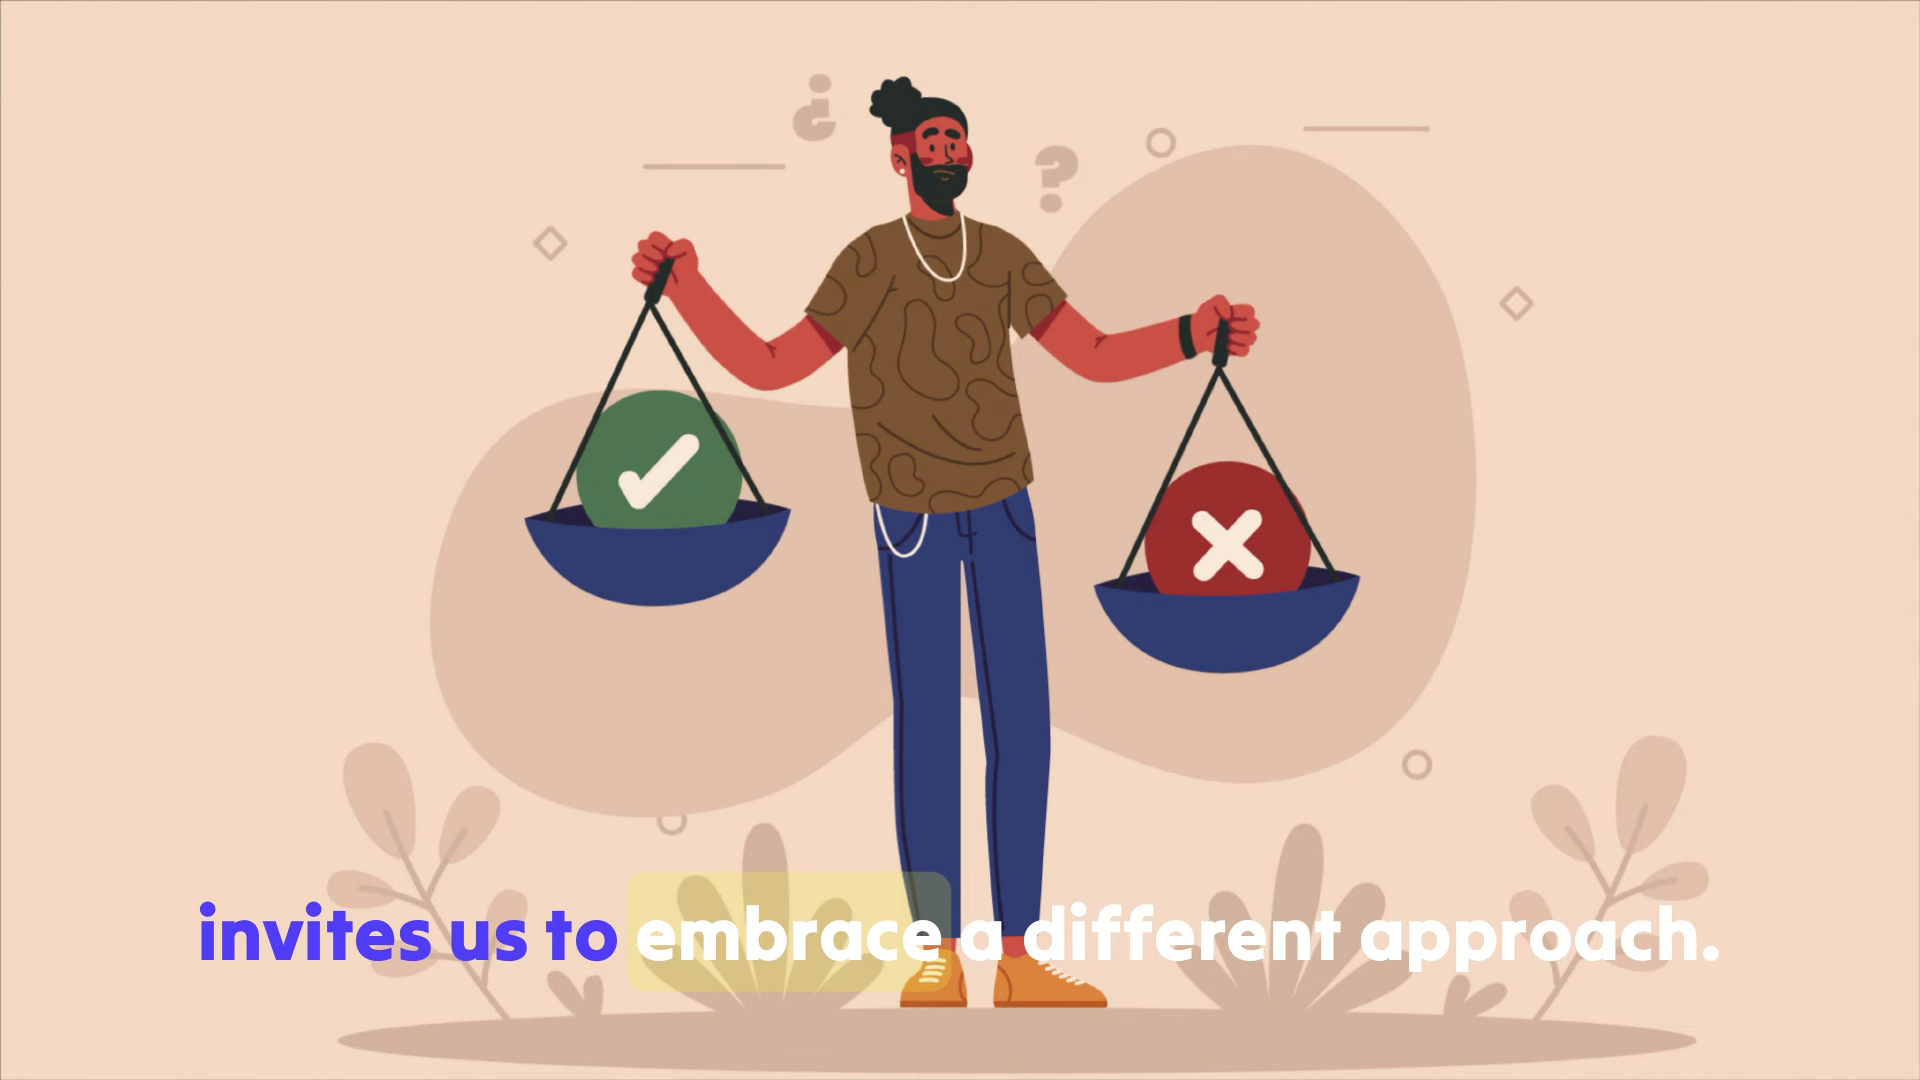 ¿
?
invites us to embrace a different approach.